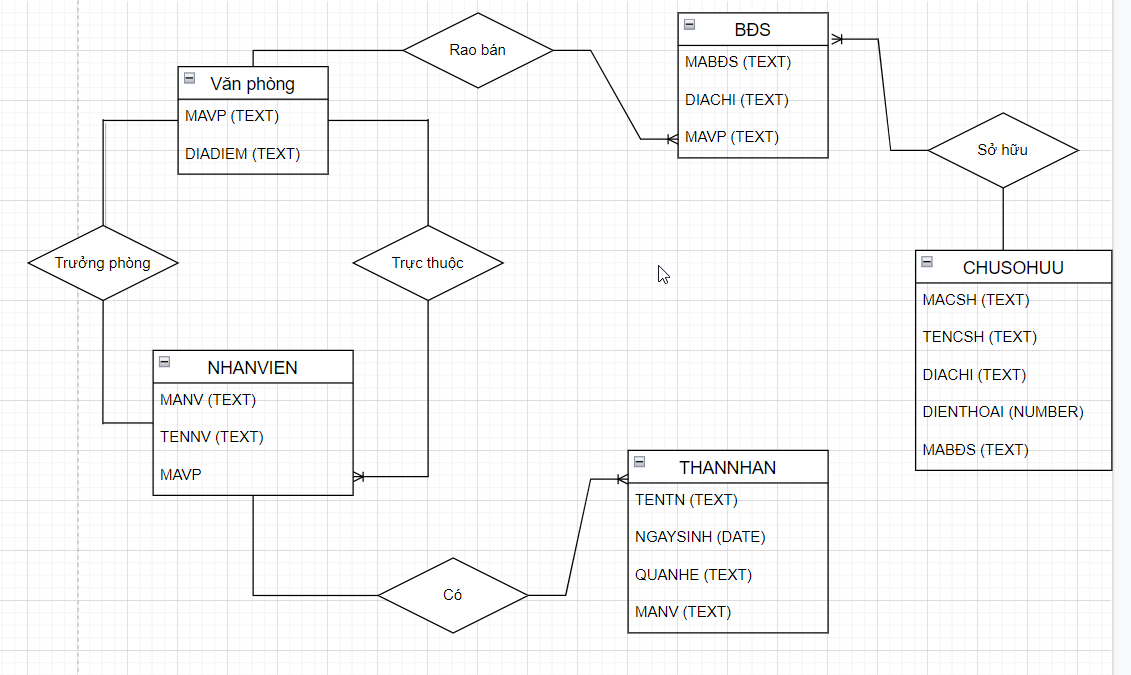 Rao bán
BĐS
MABĐS (TEXT)
DIACHI (TEXT)
MAVP (TEXT)
Văn phòng
MAVP (TEXT)
DIADIEM (TEXT)
Sở hữu
Trưởng phòng
Trực thuộc
CHUSOHUU
MACSH (TEXT)
TENCSH (TEXT)
DIACHI (TEXT)
DIENTHOAI (NUMBER)
MABĐS (TEXT)
NHANVIEN
MANV (TEXT)
TENNV (TEXT)
MAVP
THANNHAN
TENTN (TEXT)
NGAYSINH (DATE)
QUANHE (TEXT)
MANV (TEXT)
Có